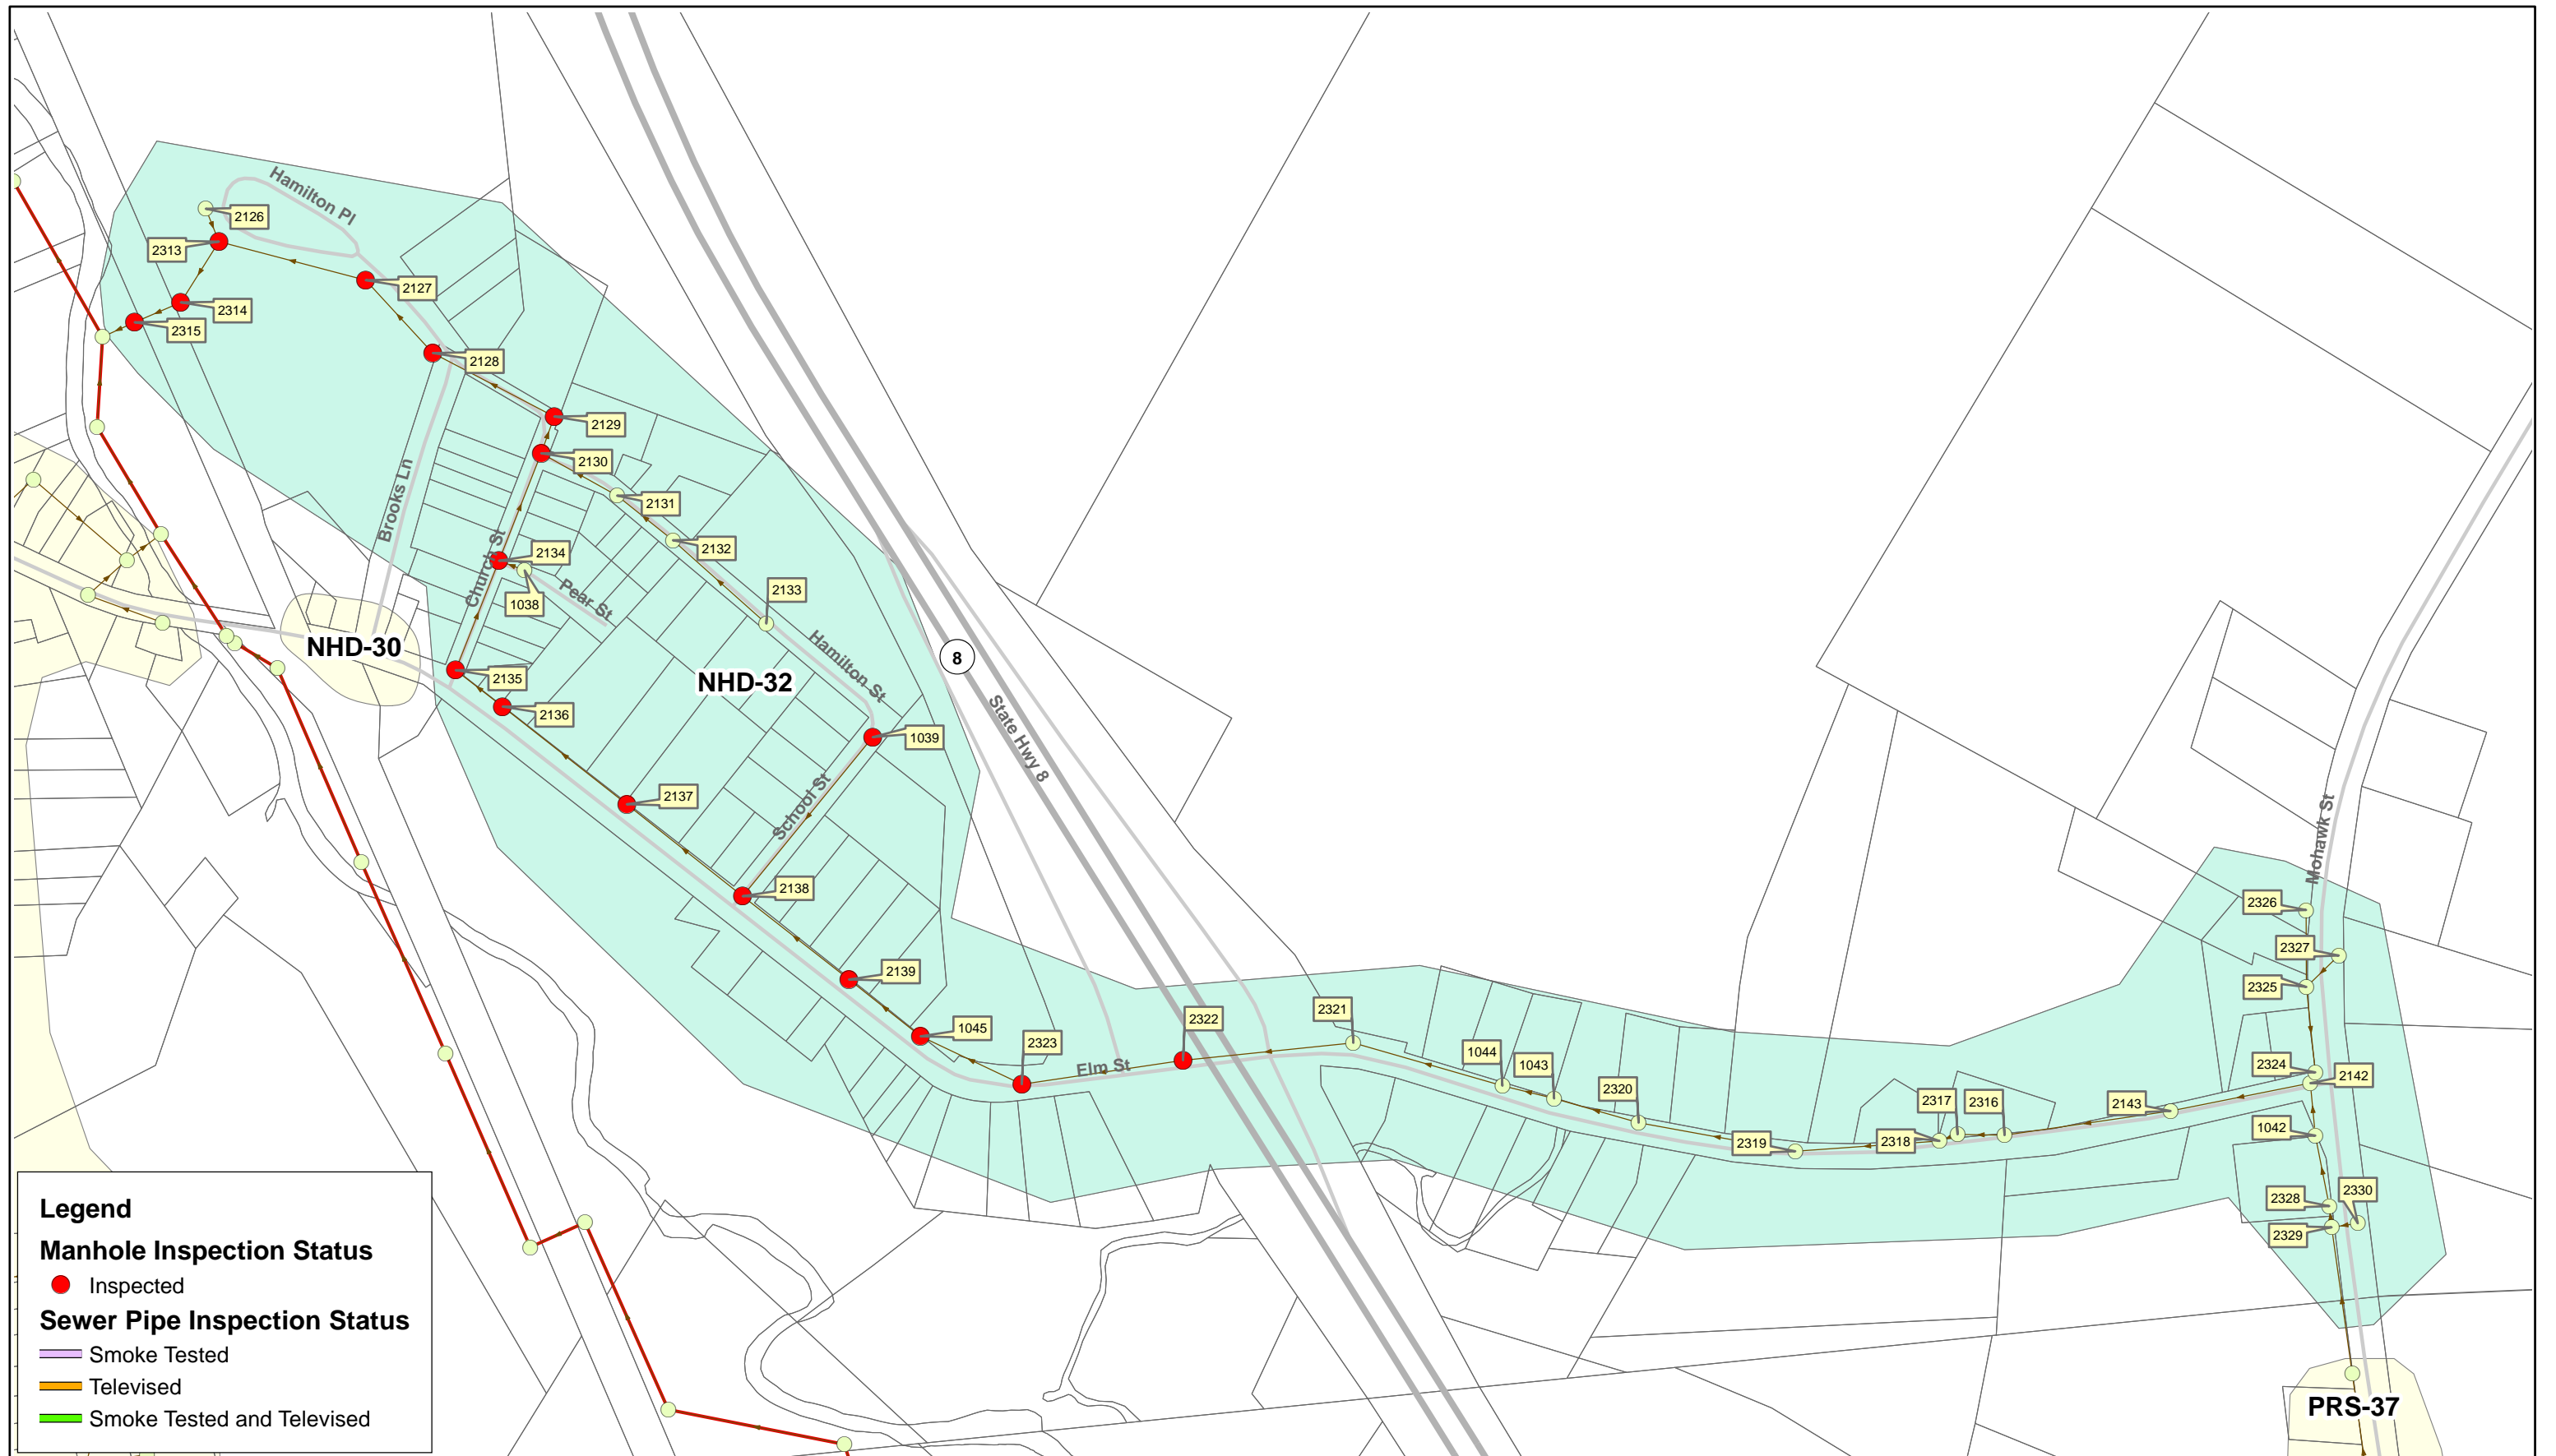 Hamilton Pl
2126
2313
2127
2314
2315
2128
2129
2130
Brooks Ln
2131
2132
2134
Church St
1038
Pear St
2133
Hamilton St
NHD-30
NHD-32
8
State Hwy 8
2135
2136
1039
2137
School St
2138
Mohawk St
2326
2327
2325
2139
1045
2323
2322
2321
Elm St
1044
1043
2320
2324
2142
2317
2316
2143
2319
2318
1042
2328
2330
2329
PRS-37
Legend
Manhole Inspection Status
Inspected
Sewer Pipe Inspection Status
Smoke Tested
Televised
Smoke Tested and Televised